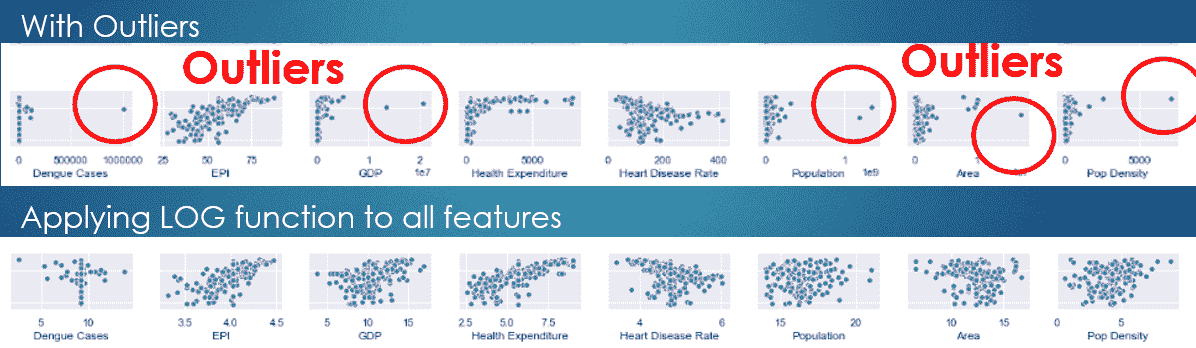 With Outliers
Outliers
Outliers
0 500000 1000000 25 50 75 0 1 2 0 5000 0 200 400 0 1 0 1 0 5000
1e7 1e9
Dengue Cases EPI GDP Health Expenditure Heart Disease Rate Population Area Pop Density
Applying LOG function to all features
5 10 3.5 4.0 4.5 5 10 15 2.5 5.0 7.5 4 6 15 20 10 15 0 5
Dengue Cases EPI GDP Health Expenditure Heart Disease Rate Population Area Pop Density